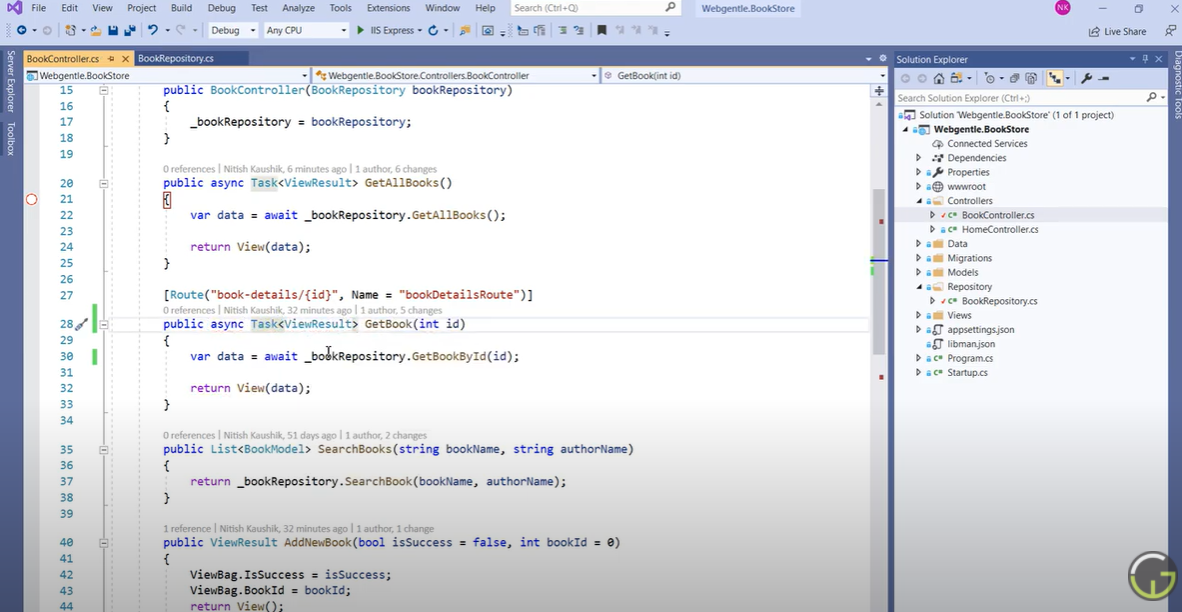 File Edit View Project Build Debug Test Analyze Tools Extensions Window Help Search (Ctrl+Q) Webgentle.BookStore NK
Debug Any CPU IIS Express Live Share
BookController.cs BookRepository.cs
Webgentle.BookStore Webgentle.BookStore.Controllers.BookController GetBook(int id)
Server Explorer
Toolbox
15 public BookController(BookRepository bookRepository)
16 {
17 _bookRepository = bookRepository;
18 }
19
0 references | Nitish Kaushik, 6 minutes ago | 1 author, 6 changes
20 public async Task<ViewResult> GetAllBooks()
21 {
22 var data = await _bookRepository.GetAllBooks();
23
24 return View(data);
25 }
26
27 [Route("book-details/{id}", Name = "bookDetailsRoute")]
0 references | Nitish Kaushik, 32 minutes ago | 1 author, 5 changes
28 public async Task<ViewResult> GetBook(int id)
29 {
30 var data = await _bookRepository.GetBookById(id);
31
32 return View(data);
33 }
34
0 references | Nitish Kaushik, 51 days ago | 1 author, 2 changes
35 public List<BookModel> SearchBooks(string bookName, string authorName)
36 {
37 return _bookRepository.SearchBook(bookName, authorName);
38 }
39
1 reference | Nitish Kaushik, 32 minutes ago | 1 author, 1 change
40 public ViewResult AddNewBook(bool isSuccess = false, int bookId = 0)
41 {
42 ViewBag.IsSuccess = isSuccess;
43 ViewBag.BookId = bookId;
44 return View();
Solution Explorer
Search Solution Explorer (Ctrl+;)
Solution 'Webgentle.BookStore' (1 of 1 project)
Webgentle.BookStore
Connected Services
Dependencies
Properties
wwwroot
Controllers
BookController.cs
HomeController.cs
Data
Migrations
Models
Repository
BookRepository.cs
Views
appsettings.json
libman.json
Program.cs
Startup.cs
Diagnostic Tools